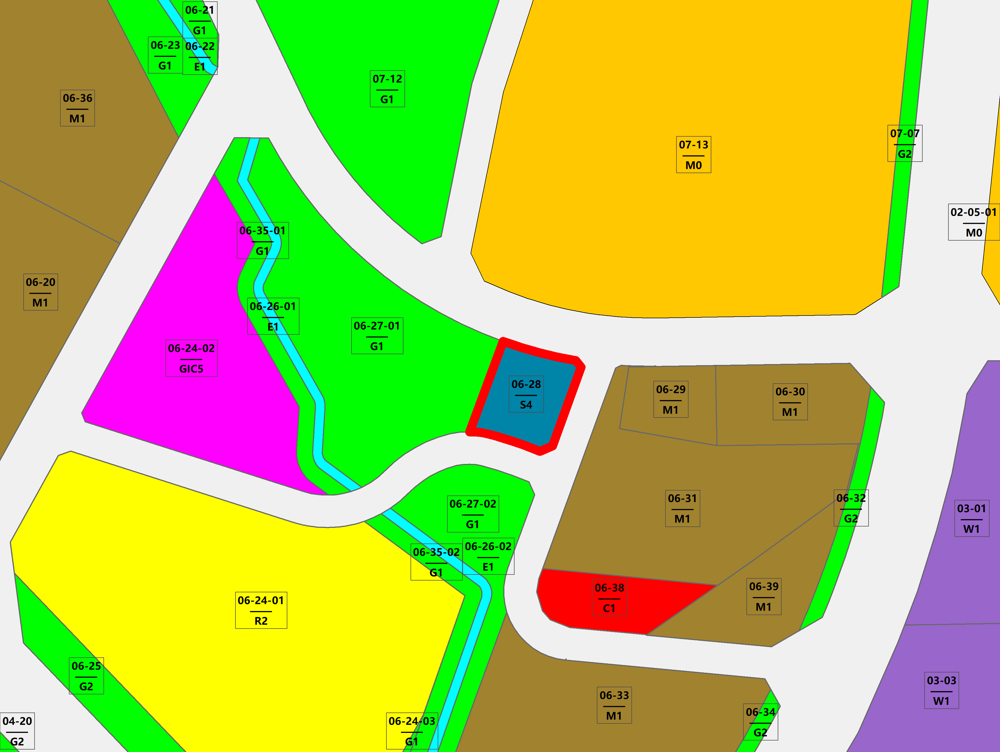 06-21
G1
06-23
G1
06-22
E1
07-12
G1
06-36
M1
07-13
M0
07-07
G2
02-05-01
M0
06-35-01
G1
06-20
M1
06-26-01
E1
06-27-01
G1
06-24-02
GIC5
06-28
S4
06-29
M1
06-30
M1
06-31
M1
06-32
G2
06-27-02
G1
03-01
W1
06-35-02
G1
06-26-02
E1
06-38
C1
06-39
M1
06-24-01
R2
06-25
G2
03-03
W1
06-33
M1
06-34
G2
04-20
G2
06-24-03
G1